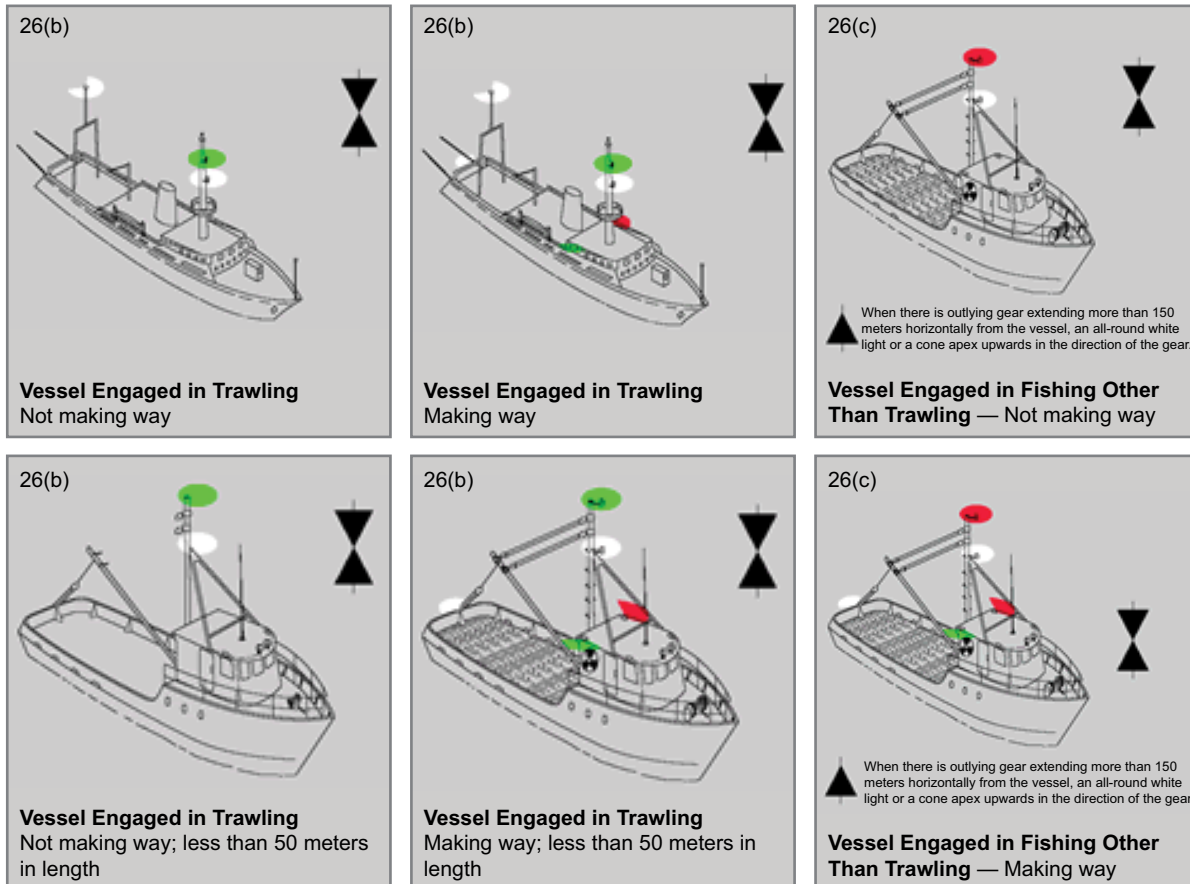 26(b)
Vessel Engaged in Trawling
Not making way
26(b)
Vessel Engaged in Trawling
Making way
26(c)
When there is outlying gear extending more than 150
meters horizontally from the vessel, an all-round white
light or a cone apex upwards in the direction of the gear.
Vessel Engaged in Fishing Other
Than Trawling — Not making way
26(b)
Vessel Engaged in Trawling
Not making way; less than 50 meters
in length
26(b)
Vessel Engaged in Trawling
Making way; less than 50 meters in
length
26(c)
When there is outlying gear extending more than 150
meters horizontally from the vessel, an all-round white
light or a cone apex upwards in the direction of the gear
Vessel Engaged in Fishing Other
Than Trawling — Making way